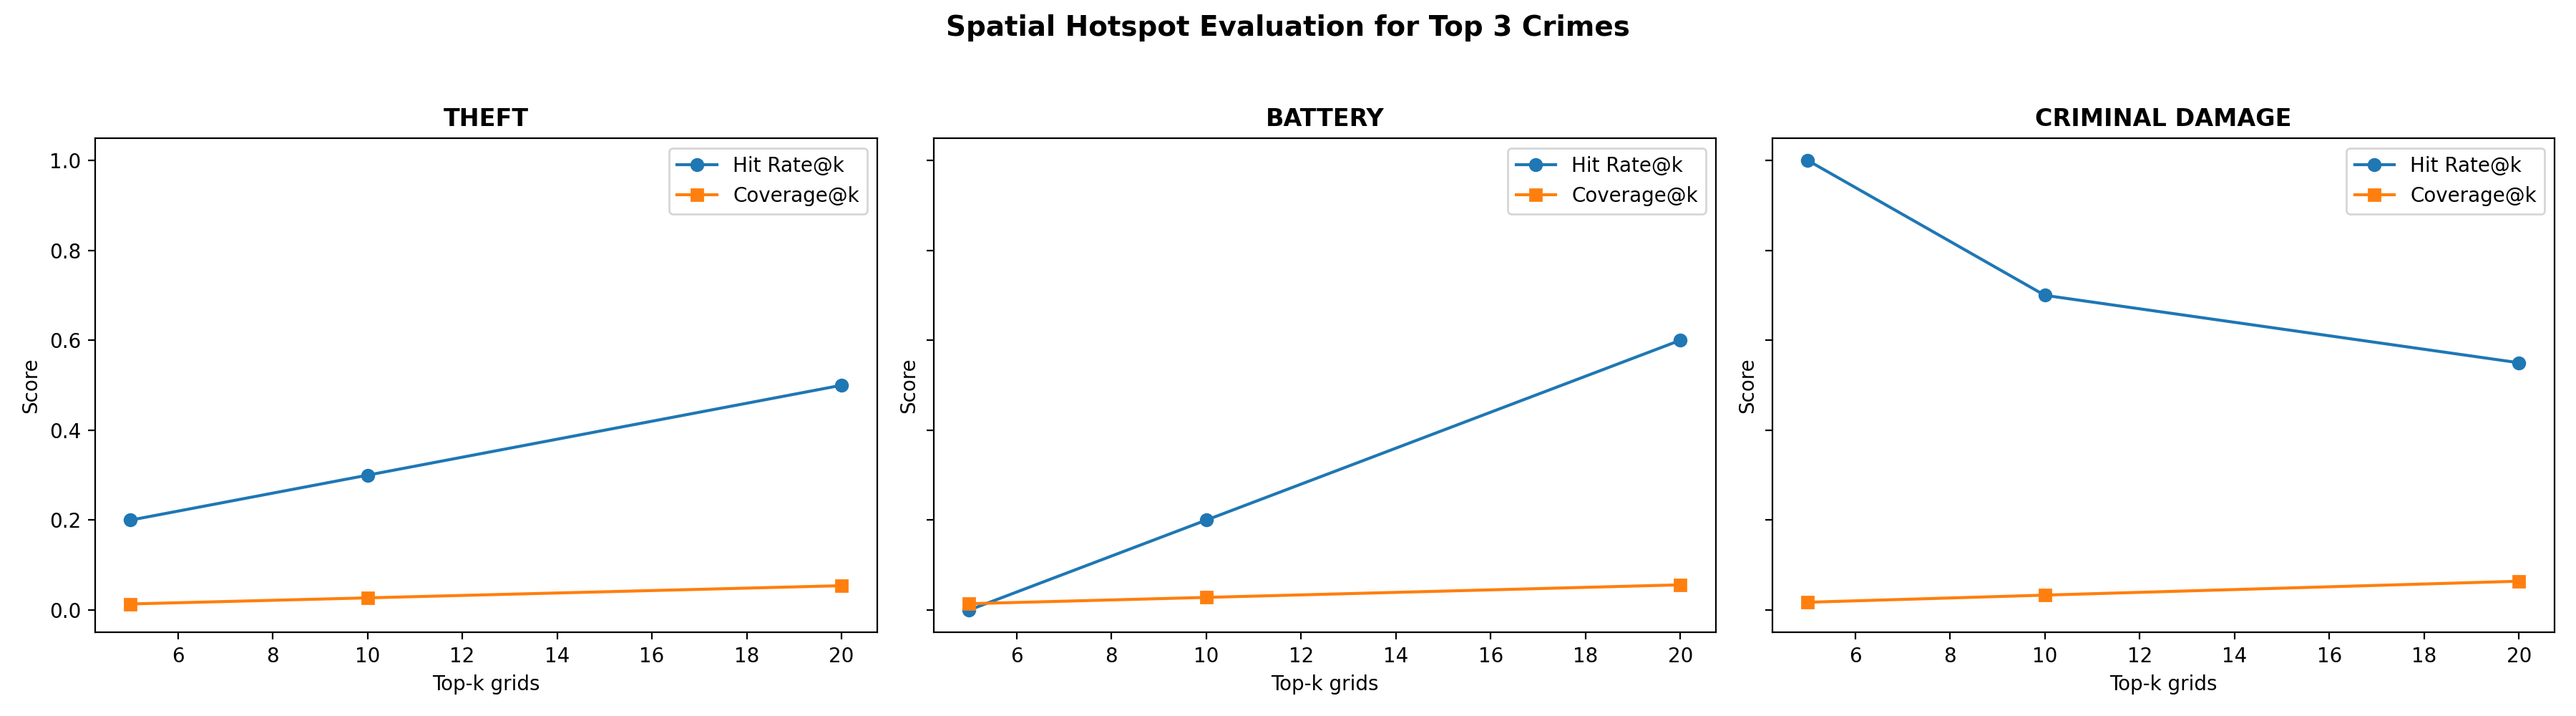 Spatial Hotspot Evaluation for Top 3 Crimes
THEFT
Hit Rate@k
Coverage@k
1.0
0.8
0.6
0.4
0.2
0.0
Score
6 8 10 12 14 16 18 20
Top-k grids
BATTERY
Hit Rate@k
Coverage@k
Score
6 8 10 12 14 16 18 20
Top-k grids
CRIMINAL DAMAGE
Hit Rate@k
Coverage@k
Score
6 8 10 12 14 16 18 20
Top-k grids